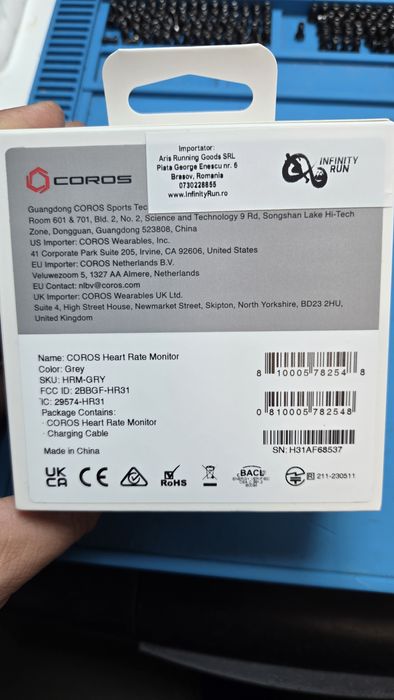 Importator:
Aris Running Goods SRL
Piata George Enescu nr. 5
Brasov, Romania
0730228855
www.InfinityRun.ro
INFINITY
RUN
COROS
Guangdong COROS Sports Tec
Room 601 & 701, Bld. 2, No. 2, Science and Technology 9 Rd, Songshan Lake Hi-Tech
Zone, Dongguan, Guangdong 523808, China
US Importer: COROS Wearables, Inc.
41 Corporate Park Suite 205, Irvine, CA 92606, United States
EU Importer: COROS Netherlands B.V.
Veluwezoom 5, 1327 AA Almere, Netherlands
EU Contact: nlbv@coros.com
UK Importer: COROS Wearables UK Ltd.
Suite 4, High Street House, Newmarket Street, Skipton, North Yorkshire, BD23 2HU,
United Kingdom
Name: COROS Heart Rate Monitor
Color: Grey
SKU: HRM-GRY
FCC ID: 2BBGF-HR31
IC: 29574-HR31
Package Contains:
· COROS Heart Rate Monitor
· Charging Cable
Made in China
8 10005 78254 8
0 810005 782548
SN: H31AF68537
UK
CA
CE
RoHS
BACL
R 211-230511